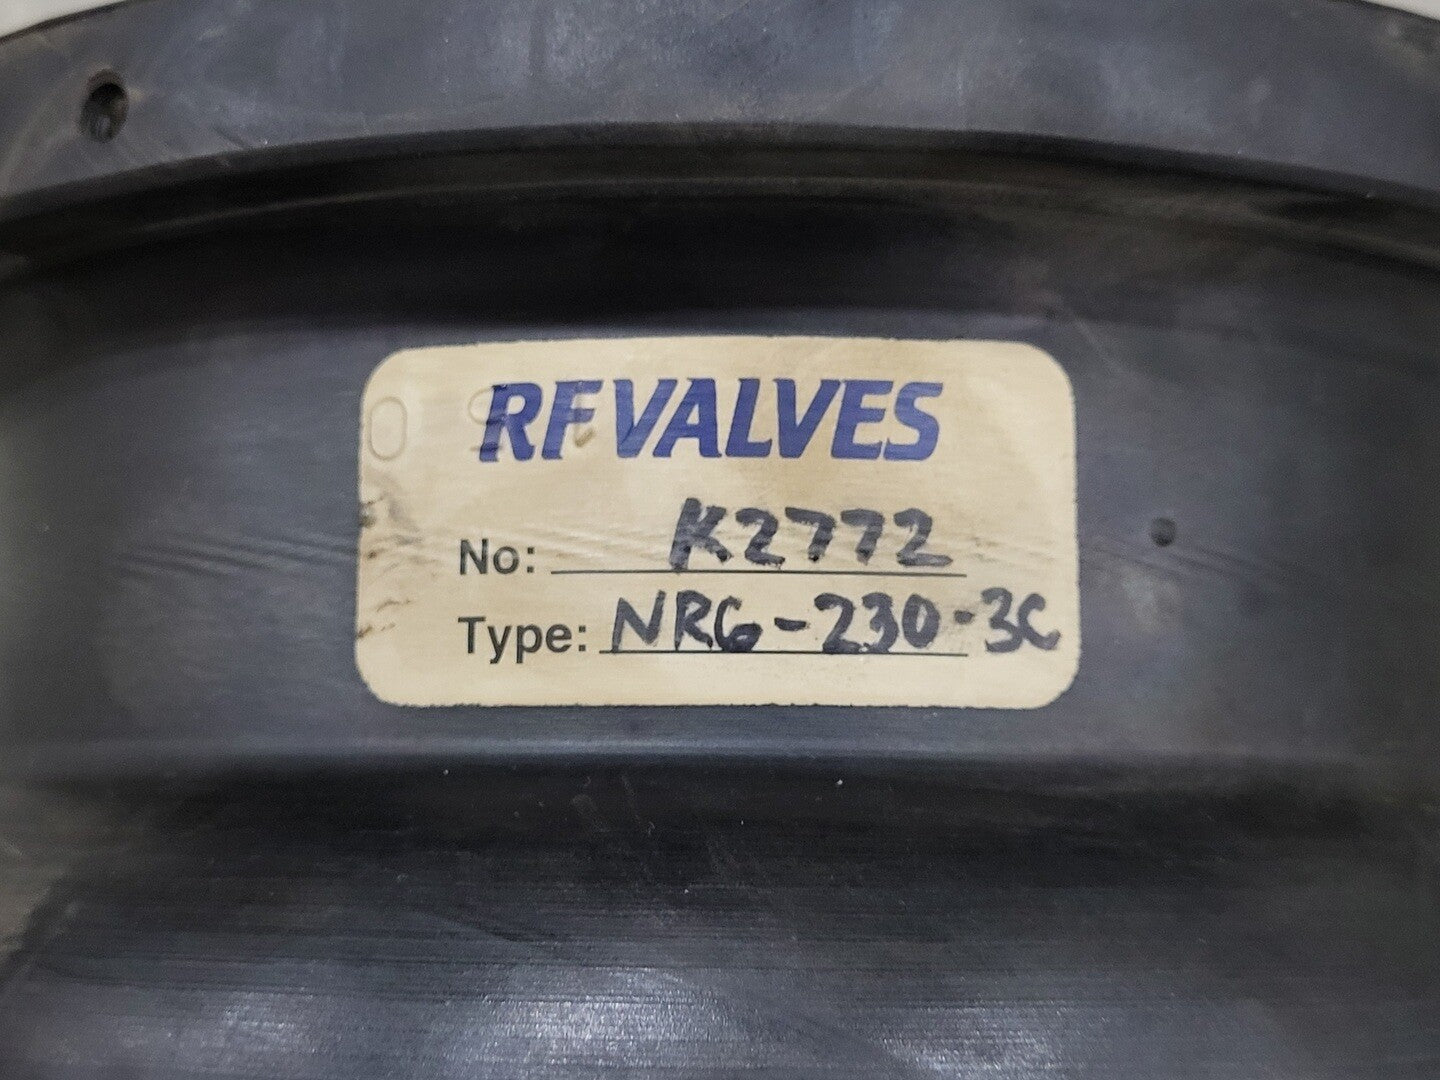 RF VALVES
No: K2772
Type: NRG-230-3C